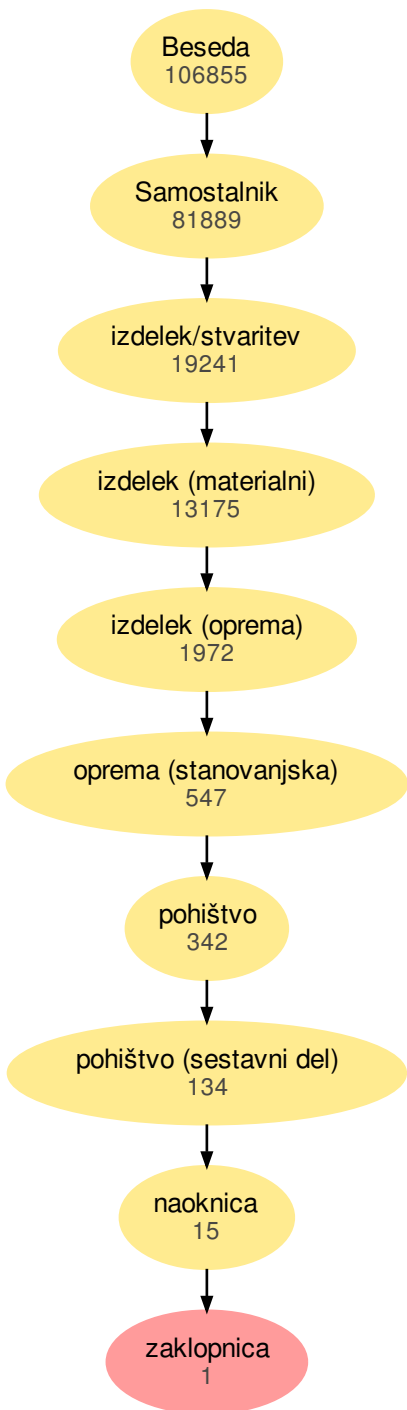 Beseda
106855
Samostalnik
81889
izdelek/stvaritev
19241
izdelek (materialni)
13175
izdelek (oprema)
1972
oprema (stanovanjska)
547
pohištvo
342
pohištvo (sestavni del)
134
naoknica
15
zaklopnica
1